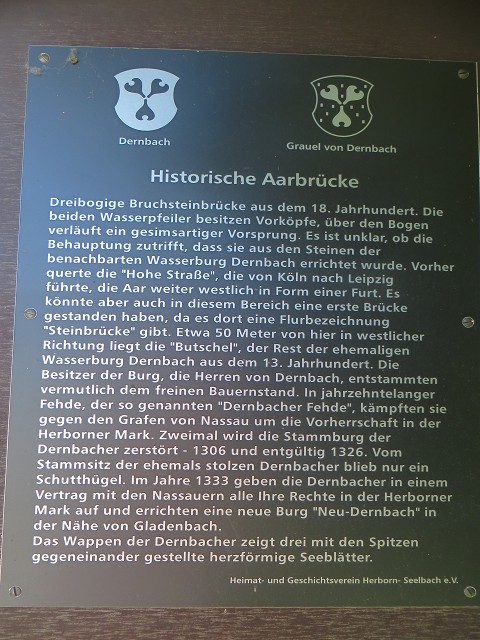 Dernbach
Grauel von Dernbach
Historische Aarbrücke
Dreibogige Bruchsteinbrücke aus dem 18. Jahrhundert. Die
beiden Wasserpfeiler besitzen Vorköpfe, über den Bogen
verläuft ein gesimsartiger Vorsprung. Es ist unklar, ob die
Behauptung zutrifft, dass sie aus den Steinen der
benachbarten Wasserburg Dernbach errichtet wurde. Vorher
querte die "Hohe Straße", die von Köln nach Leipzig
führte, die Aar weiter westlich in Form einer Furt. Es
könnte aber auch in diesem Bereich eine erste Brücke
gestanden haben, da es dort eine Flurbezeichnung
"Steinbrücke" gibt. Etwa 50 Meter von hier in westlicher
Richtung liegt die "Butschel", der Rest der ehemaligen
Wasserburg Dernbach aus dem 13. Jahrhundert. Die
Besitzer der Burg, die Herren von Dernbach, entstammten
vermutlich dem freinen Bauernstand. In jahrzehntelanger
Fehde, der so genannten "Dernbacher Fehde", kämpften sie
gegen den Grafen von Nassau um die Vorherrschaft in der
Herborner Mark. Zweimal wird die Stammburg der
Dernbacher zerstört - 1306 und entgültig 1326. Vom
Stammsitz der ehemals stolzen Dernbacher blieb nur ein
Schutthügel. Im Jahre 1333 geben die Dernbacher in einem
Vertrag mit den Nassauern alle Ihre Rechte in der Herborner
Mark auf und errichten eine neue Burg "Neu-Dernbach" in
der Nähe von Gladenbach.
Das Wappen der Dernbacher zeigt drei mit den Spitzen
gegeneinander gestellte herzförmige Seeblätter.
Heimat- und Geschichtsverein Herborn- Seelbach e.V.